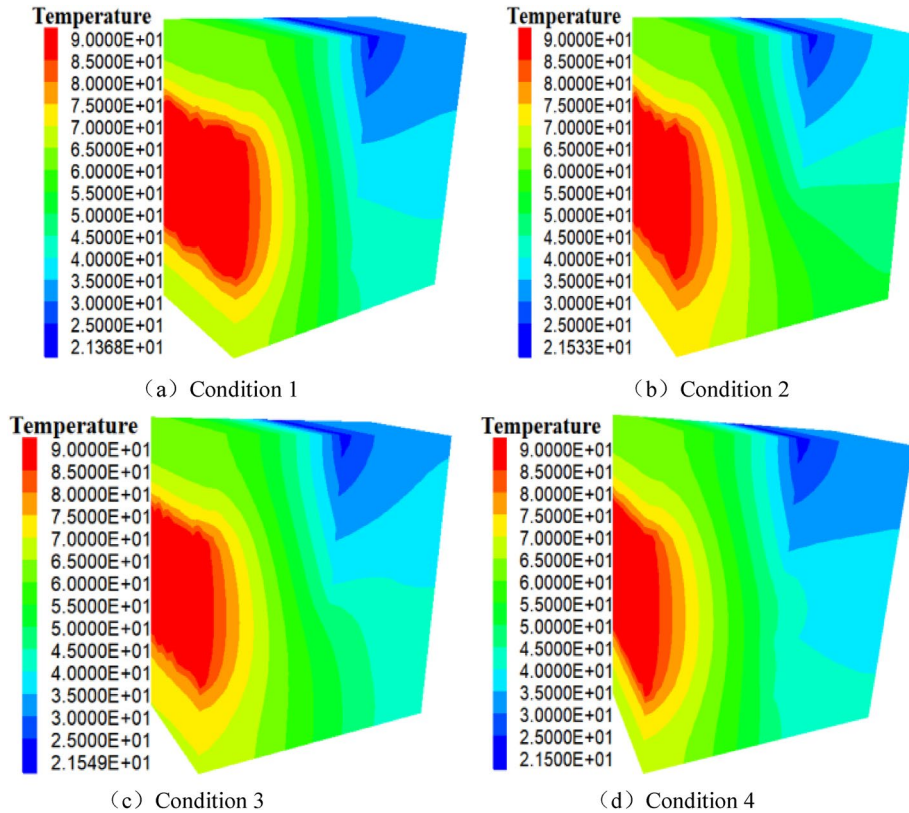 Temperature
9.0000E+01
8.5000E+01
8.0000E+01
7.5000E+01
7.0000E+01
6.5000E+01
6.0000E+01
5.5000E+01
5.0000E+01
4.5000E+01
4.0000E+01
3.5000E+01
3.0000E+01
2.5000E+01
2.1368E+01
（a）Condition 1
Temperature
9.0000E+01
8.5000E+01
8.0000E+01
7.5000E+01
7.0000E+01
6.5000E+01
6.0000E+01
5.5000E+01
5.0000E+01
4.5000E+01
4.0000E+01
3.5000E+01
3.0000E+01
2.5000E+01
2.1533E+01
（b）Condition 2
Temperature
9.0000E+01
8.5000E+01
8.0000E+01
7.5000E+01
7.0000E+01
6.5000E+01
6.0000E+01
5.5000E+01
5.0000E+01
4.5000E+01
4.0000E+01
3.5000E+01
3.0000E+01
2.5000E+01
2.1549E+01
（c）Condition 3
Temperature
9.0000E+01
8.5000E+01
8.0000E+01
7.5000E+01
7.0000E+01
6.5000E+01
6.0000E+01
5.5000E+01
5.0000E+01
4.5000E+01
4.0000E+01
3.5000E+01
3.0000E+01
2.5000E+01
2.1500E+01
（d）Condition 4